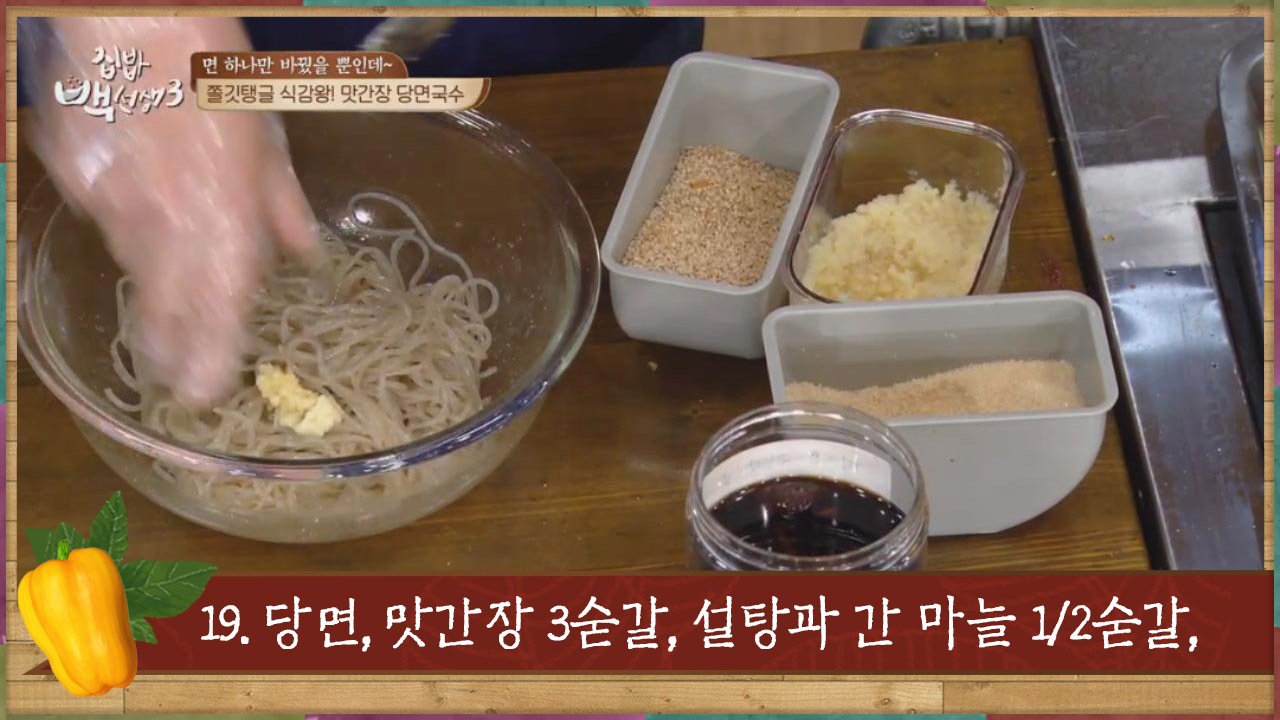 집밥
백선생3
면 하나만 바꿨을 뿐인데~
쫄깃탱글 식감왕! 맛간장 당면국수
19. 당면, 맛간장 3숟갈, 설탕과 간 마늘 1/2숟갈,